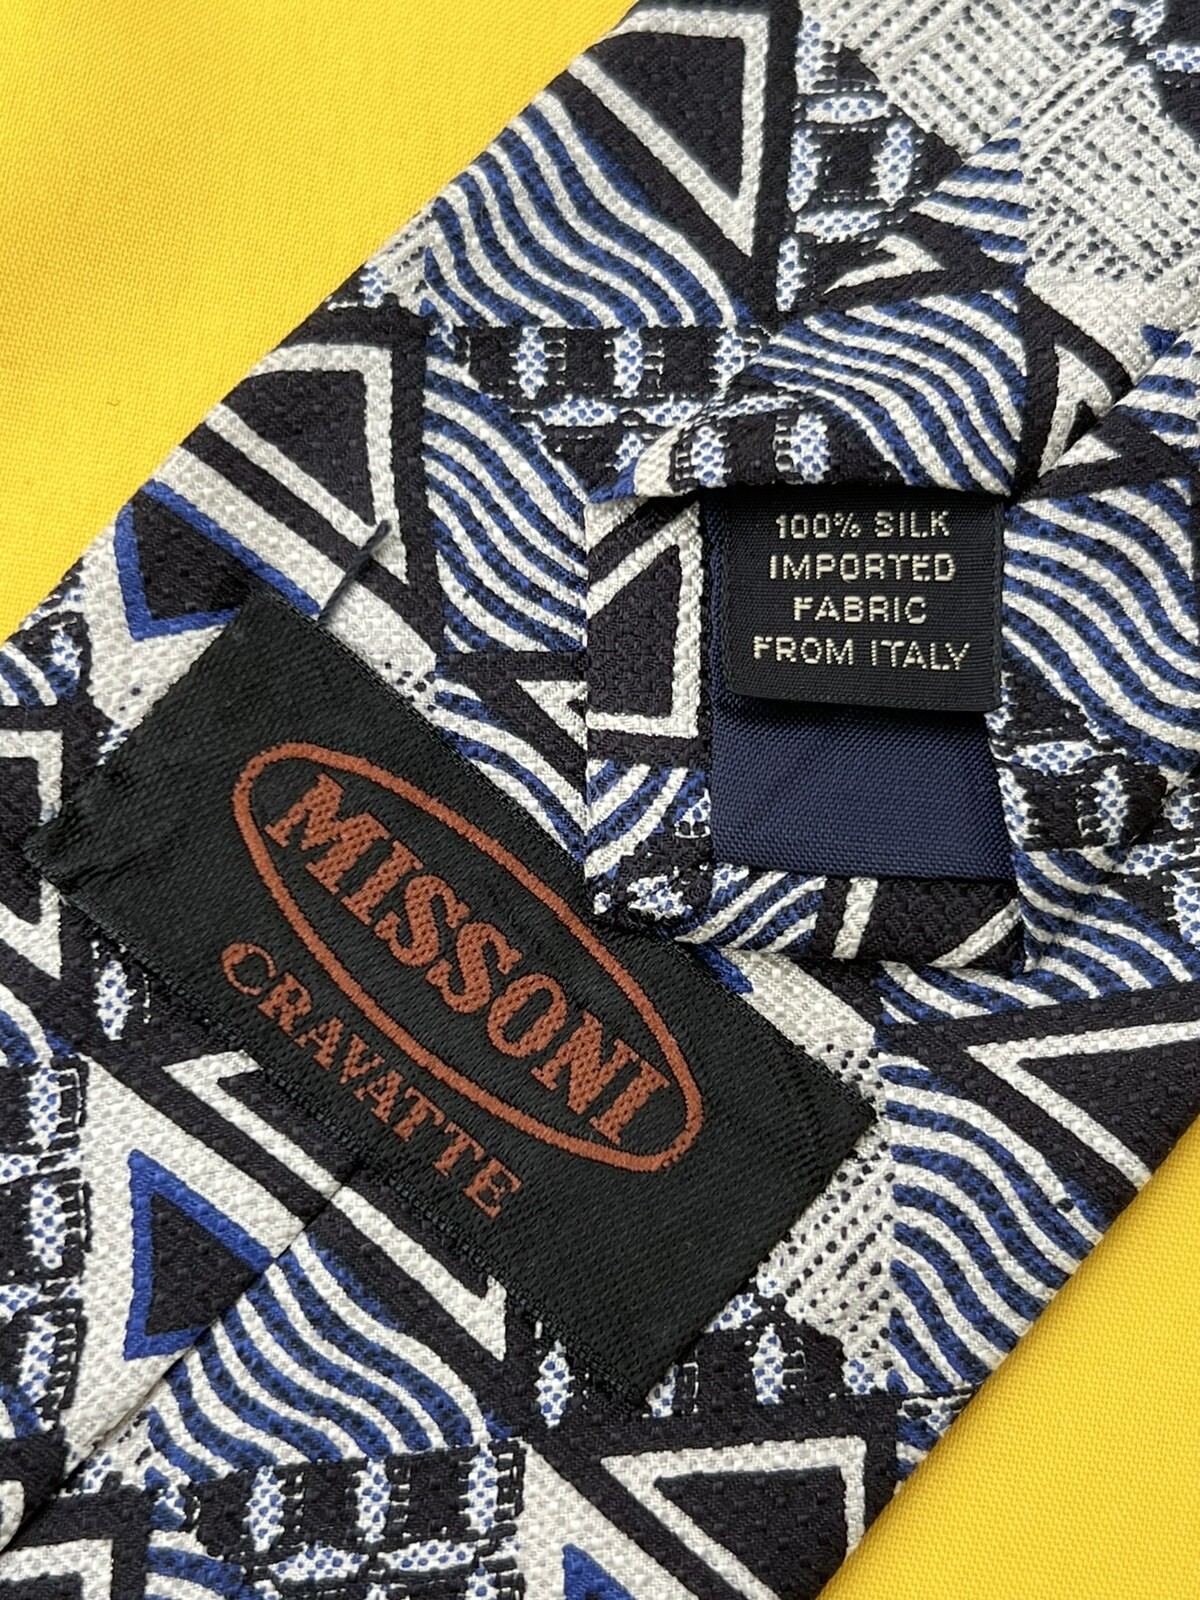 100% SILK
IMPORTED
FABRIC
FROM ITALY
MISSONI
CRAVATTE